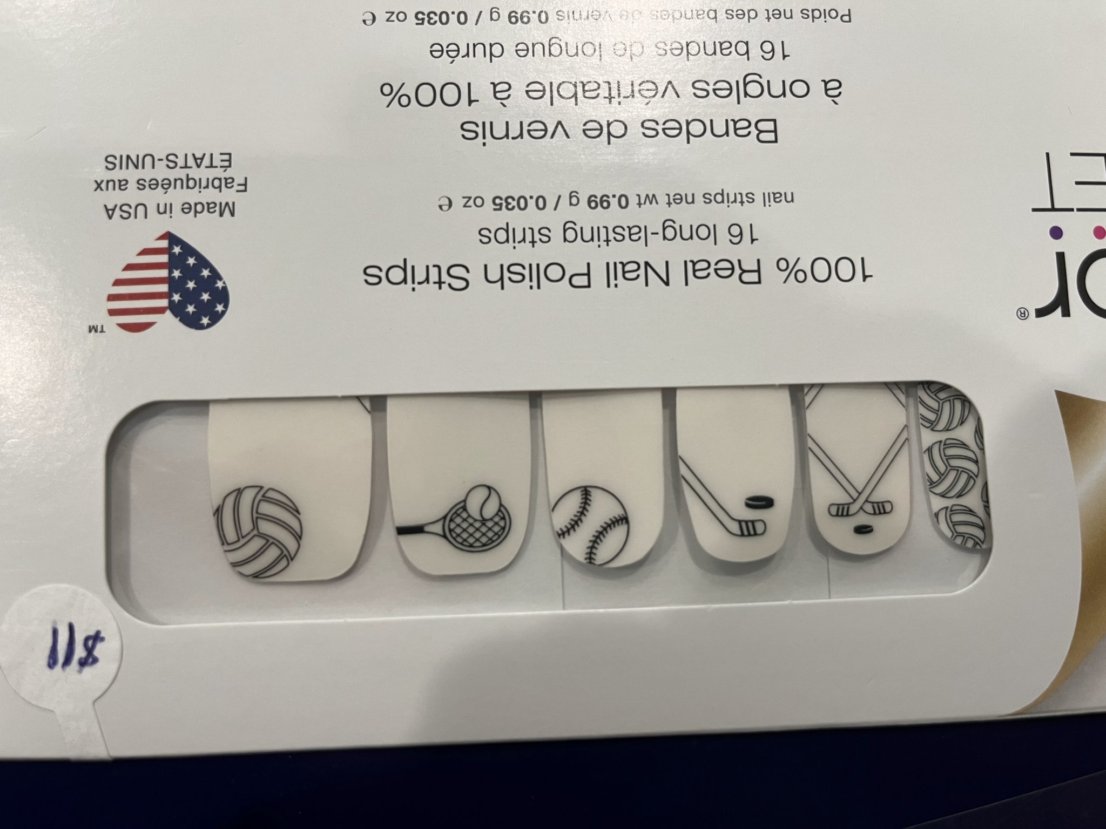 or®
ET
100% Real Nail Polish Strips
16 long-lasting strips
nail strips net wt 0.99 g / 0.035 oz e
Bandes de vernis
à ongles véritable à 100%
16 bandes de longue durée
Poids net des bandes de vernis 0.99 g / 0.035 oz e
TM
Made in USA
Fabriquées aux
ÉTATS-UNIS
$11